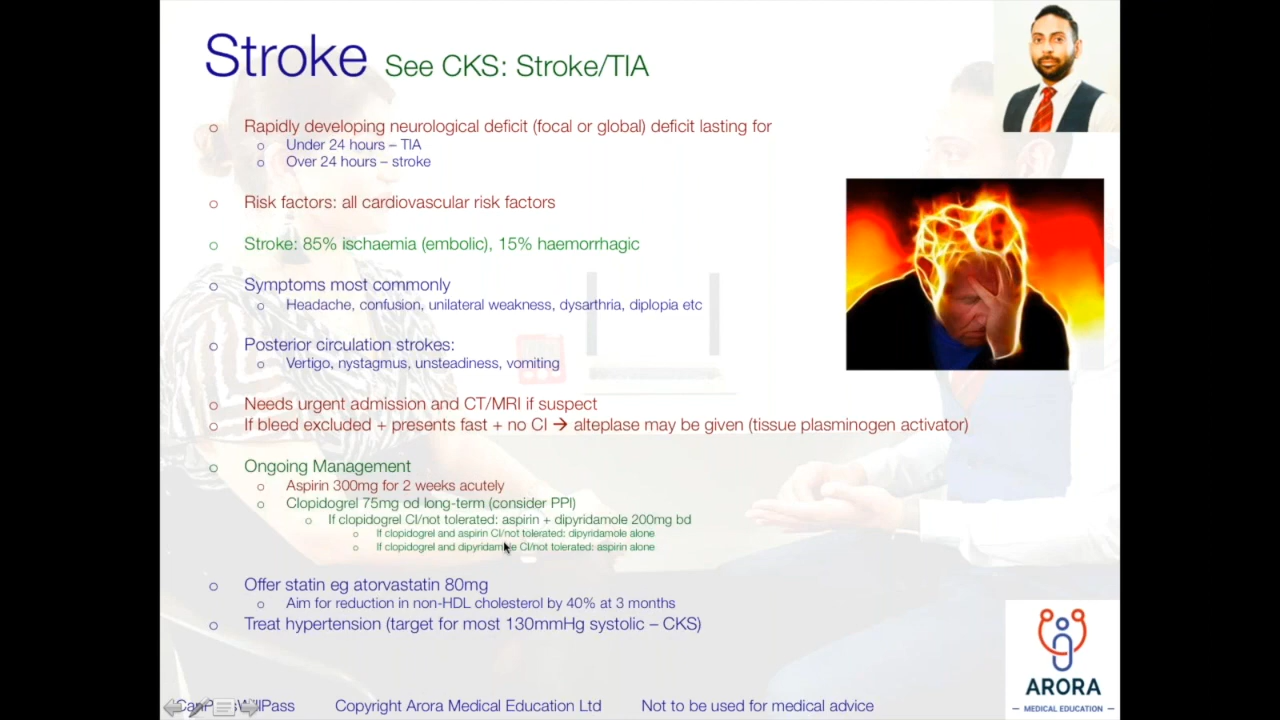 Stroke See CKS: Stroke/TIA
Rapidly developing neurological deficit (focal or global) deficit lasting for
Under 24 hours – TIA
Over 24 hours – stroke
Risk factors: all cardiovascular risk factors
Stroke: 85% ischaemia (embolic), 15% haemorrhagic
Symptoms most commonly
Headache, confusion, unilateral weakness, dysarthria, diplopia etc
Posterior circulation strokes:
Vertigo, nystagmus, unsteadiness, vomiting
Needs urgent admission and CT/MRI if suspect
If bleed excluded + presents fast + no CI → alteplase may be given (tissue plasminogen activator)
Ongoing Management
Aspirin 300mg for 2 weeks acutely
Clopidogrel 75mg od long-term (consider PPI)
If clopidogrel CI/not tolerated: aspirin + dipyridamole 200mg bd
If clopidogrel and aspirin CI/not tolerated: dipyridamole alone
If clopidogrel and dipyridamole CI/not tolerated: aspirin alone
Offer statin eg atorvastatin 80mg
Aim for reduction in non-HDL cholesterol by 40% at 3 months
Treat hypertension (target for most 130mmHg systolic – CKS)
Copyright Arora Medical Education Ltd
Not to be used for medical advice
ARORA
– MEDICAL EDUCATION –